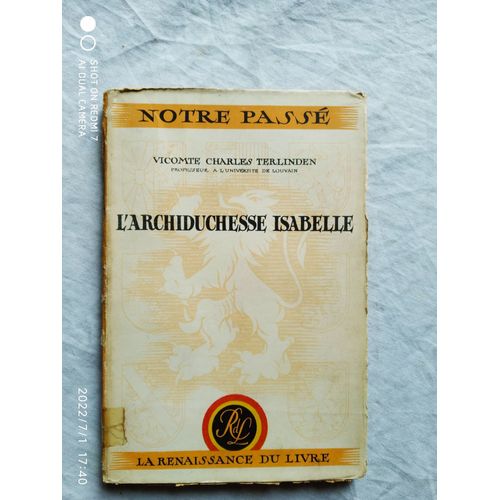 NOTRE PASSÉ
VICOMTE CHARLES TERLINDEN
PROFESSEUR A L'UNIVERSITÉ DE LOUVAIN
L'ARCHIDUCHESSE ISABELLE
RdL
LA RENAISSANCE DU LIVRE
SHOT ON REDMI 7
AI DUAL CAMERA
2022/7/1 17:40